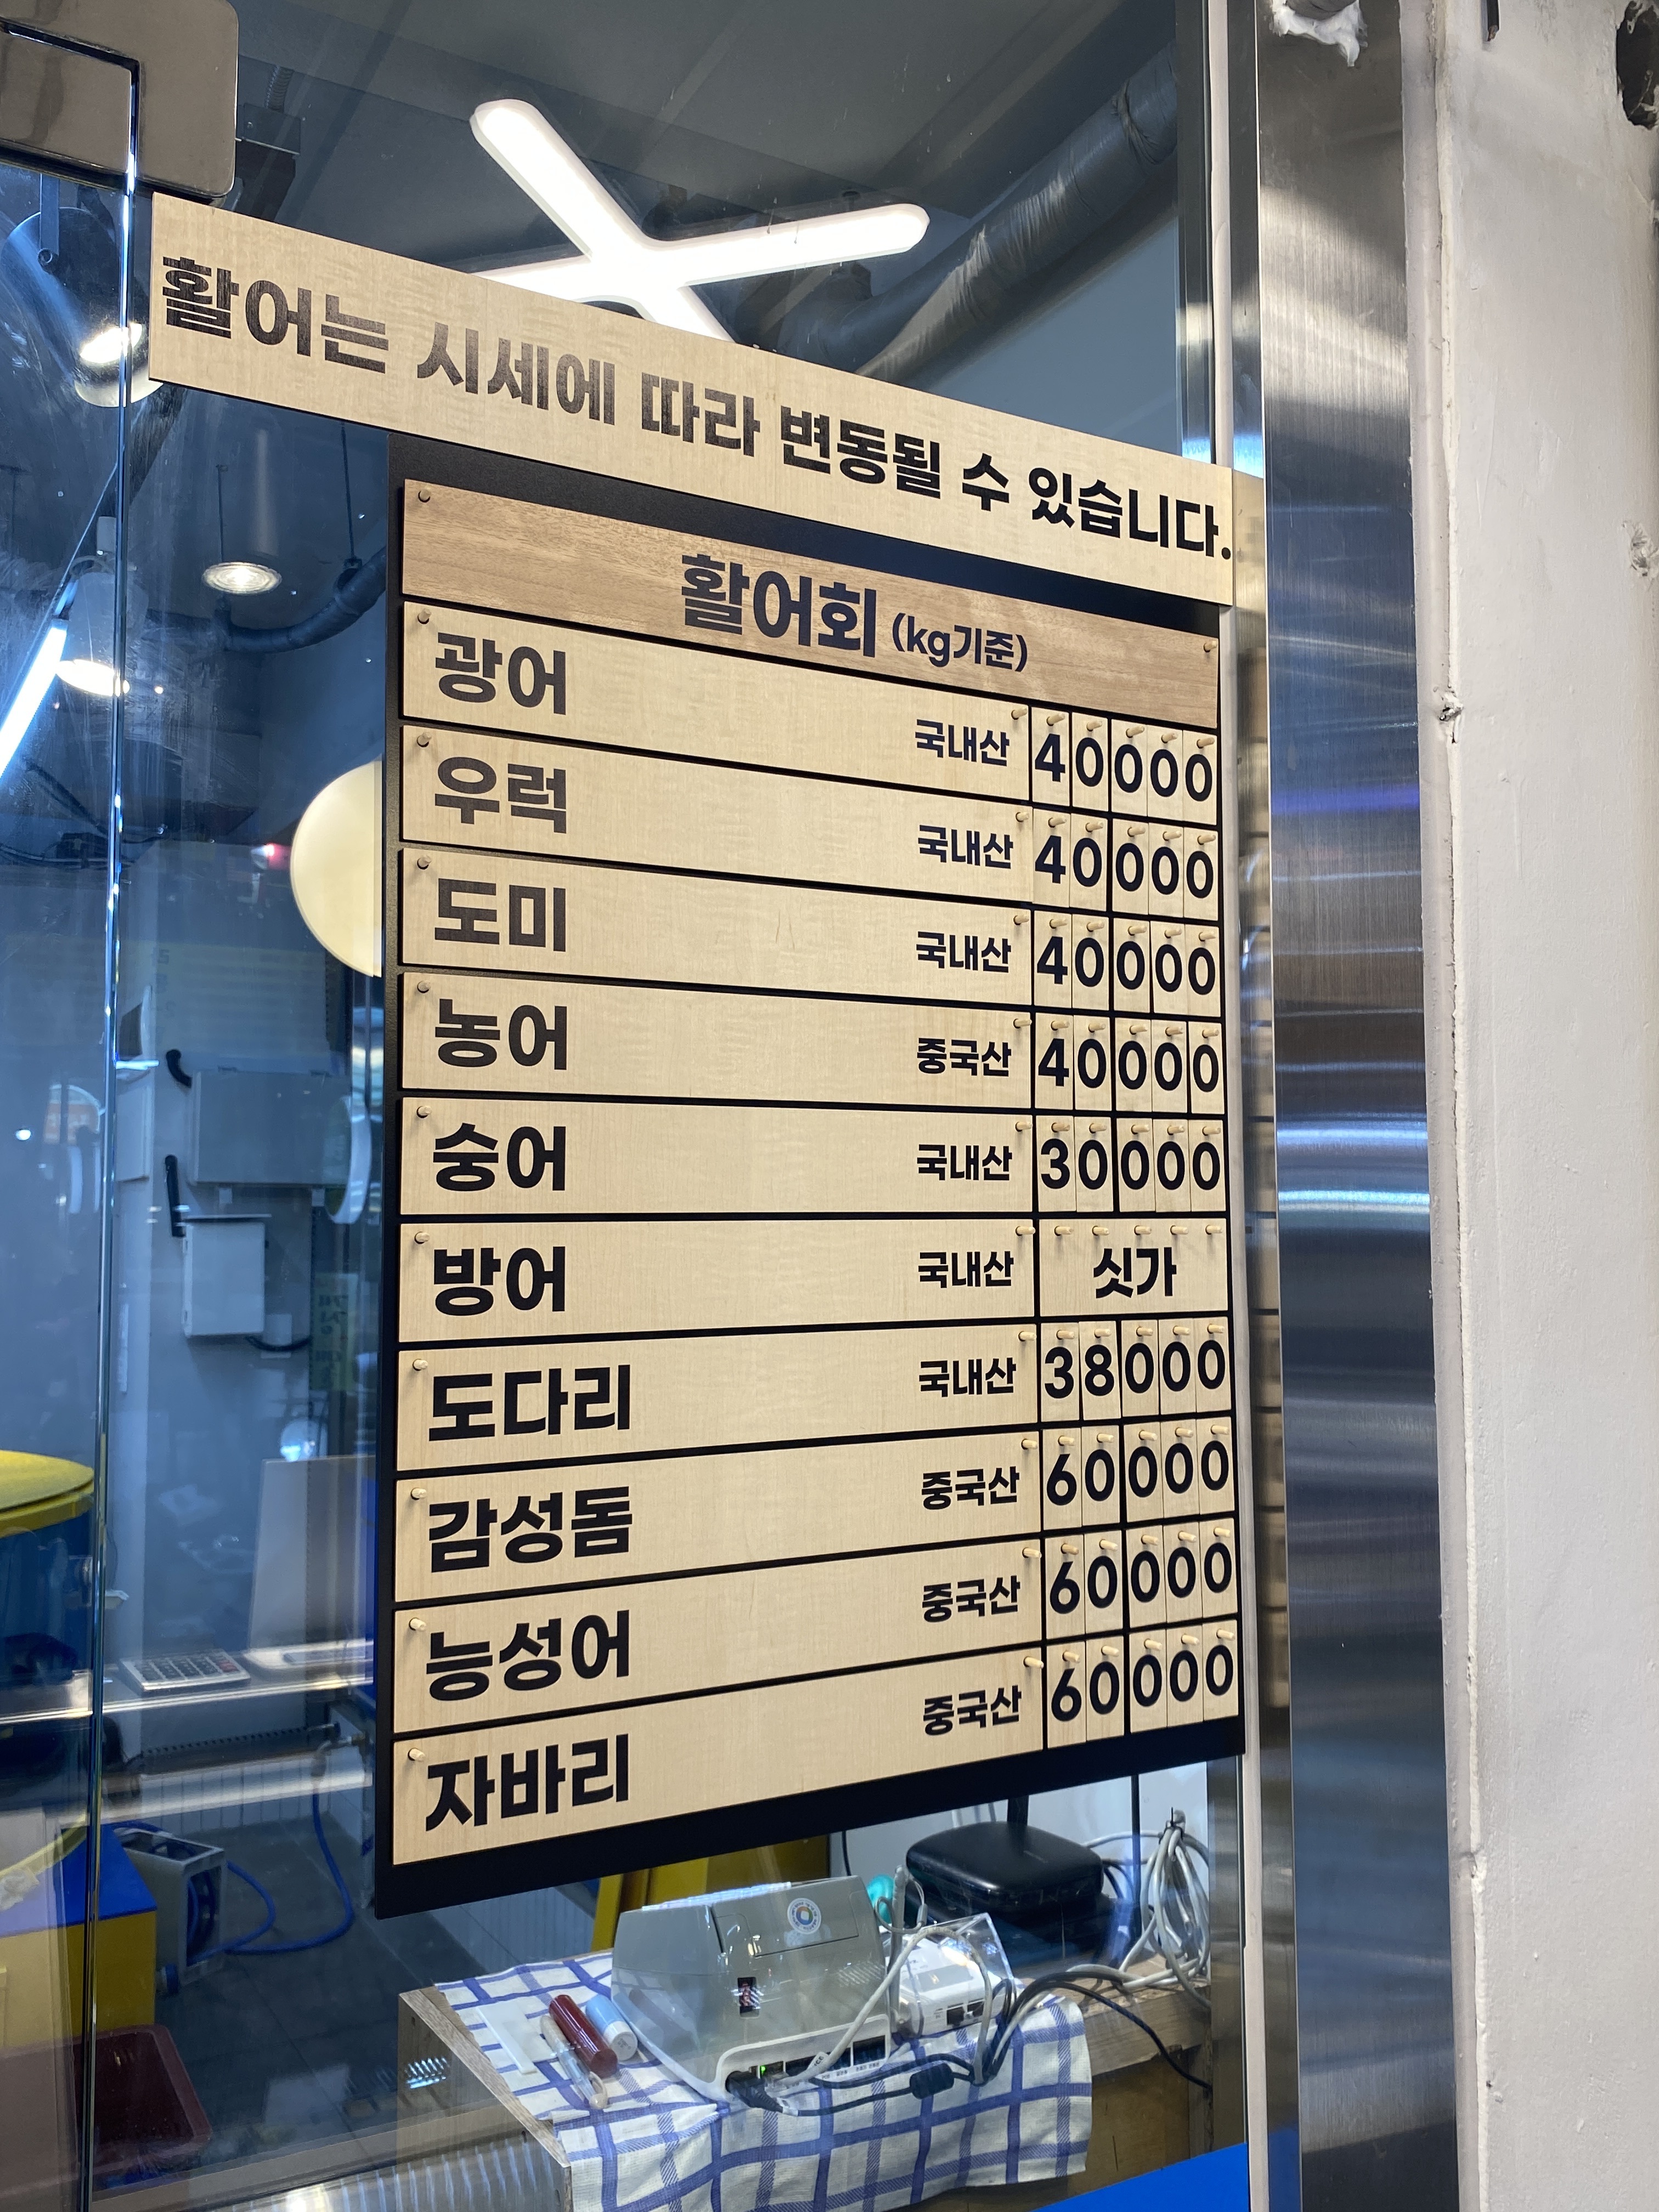 활어는 시세에 따라 변동될 수 있습니다.
활어회 (kg기준)
광어 국내산 40000
우럭 국내산 40000
도미 국내산 40000
농어 중국산 40000
숭어 국내산 30000
방어 국내산 싯가
도다리 국내산 38000
감성돔 중국산 60000
능성어 중국산 60000
자바리 중국산 60000